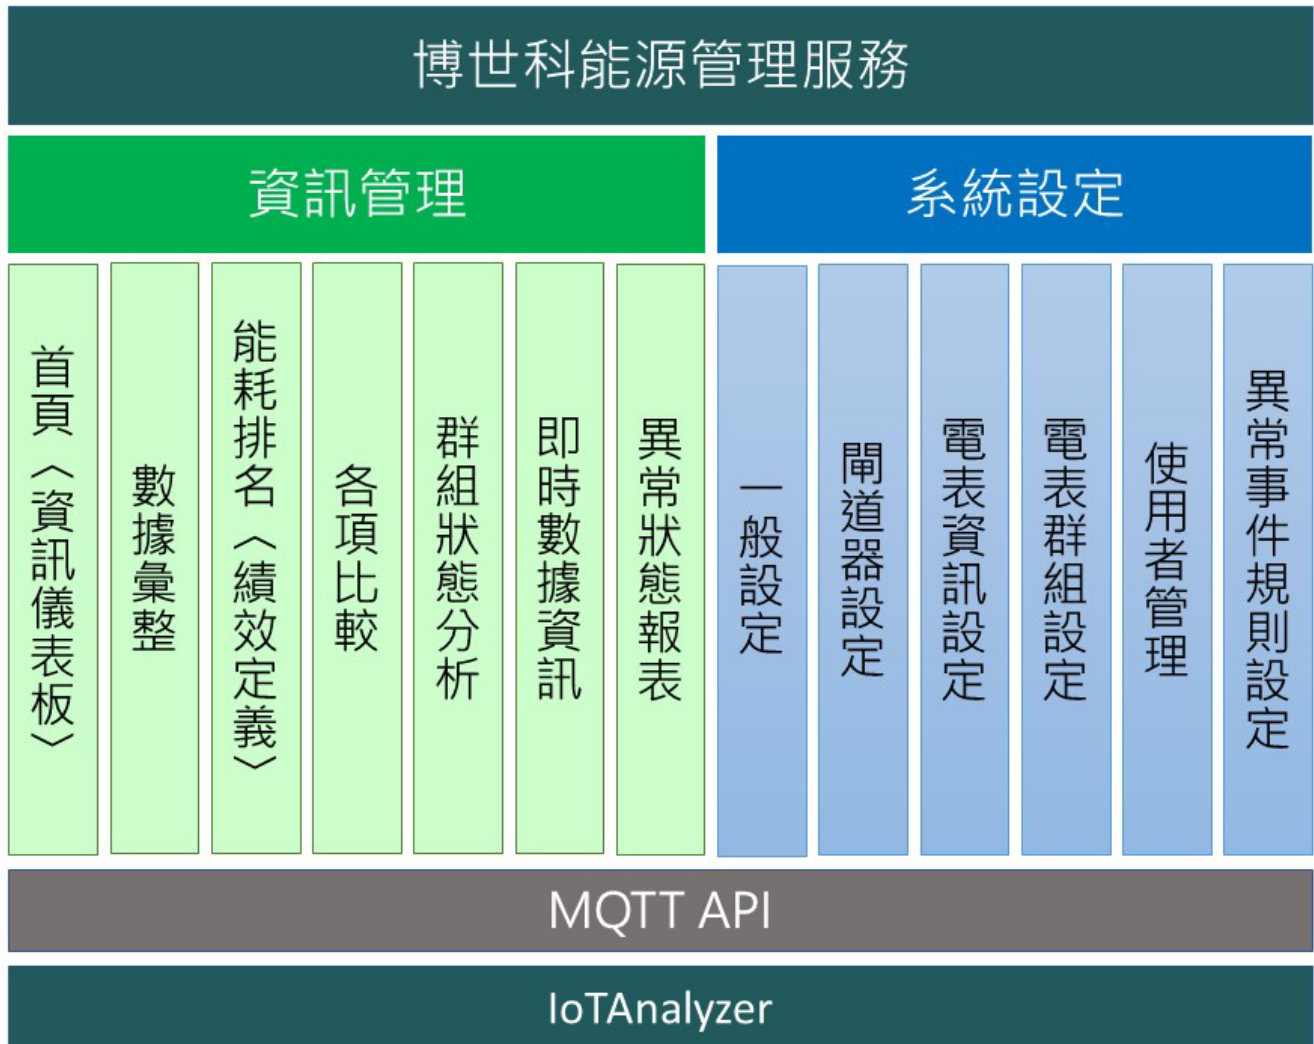 博世科能源管理服務
資訊管理
系統設定
首頁〈資訊儀表板〉
數據彙整
能耗排名〈績效定義〉
各項比較
群組狀態分析
即時數據資訊
異常狀態報表
一般設定
閘道器設定
電表資訊設定
電表群組設定
使用者管理
異常事件規則設定
MQTT API
IoTAnalyzer